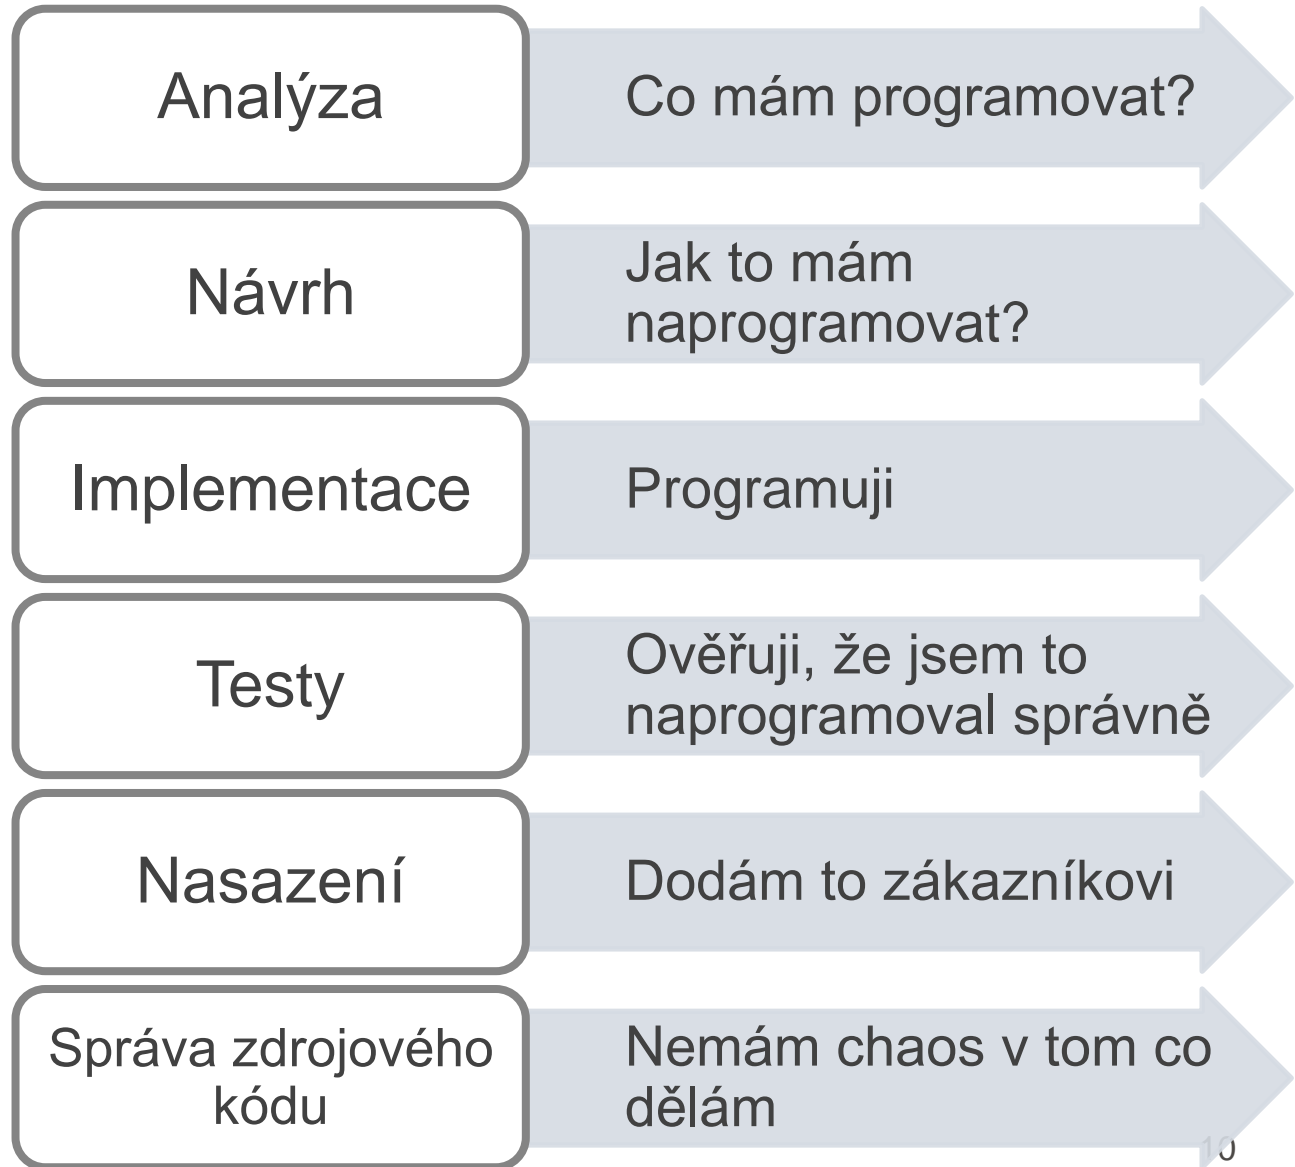 Analýza
Co mám programovat?
Návrh
Jak to mám
naprogramovat?
Implementace
Programuji
Testy
Ověřuji, že jsem to
naprogramoval správně
Nasazení
Dodám to zákazníkovi
Správa zdrojového
kódu
Nemám chaos v tom co
dělám
10